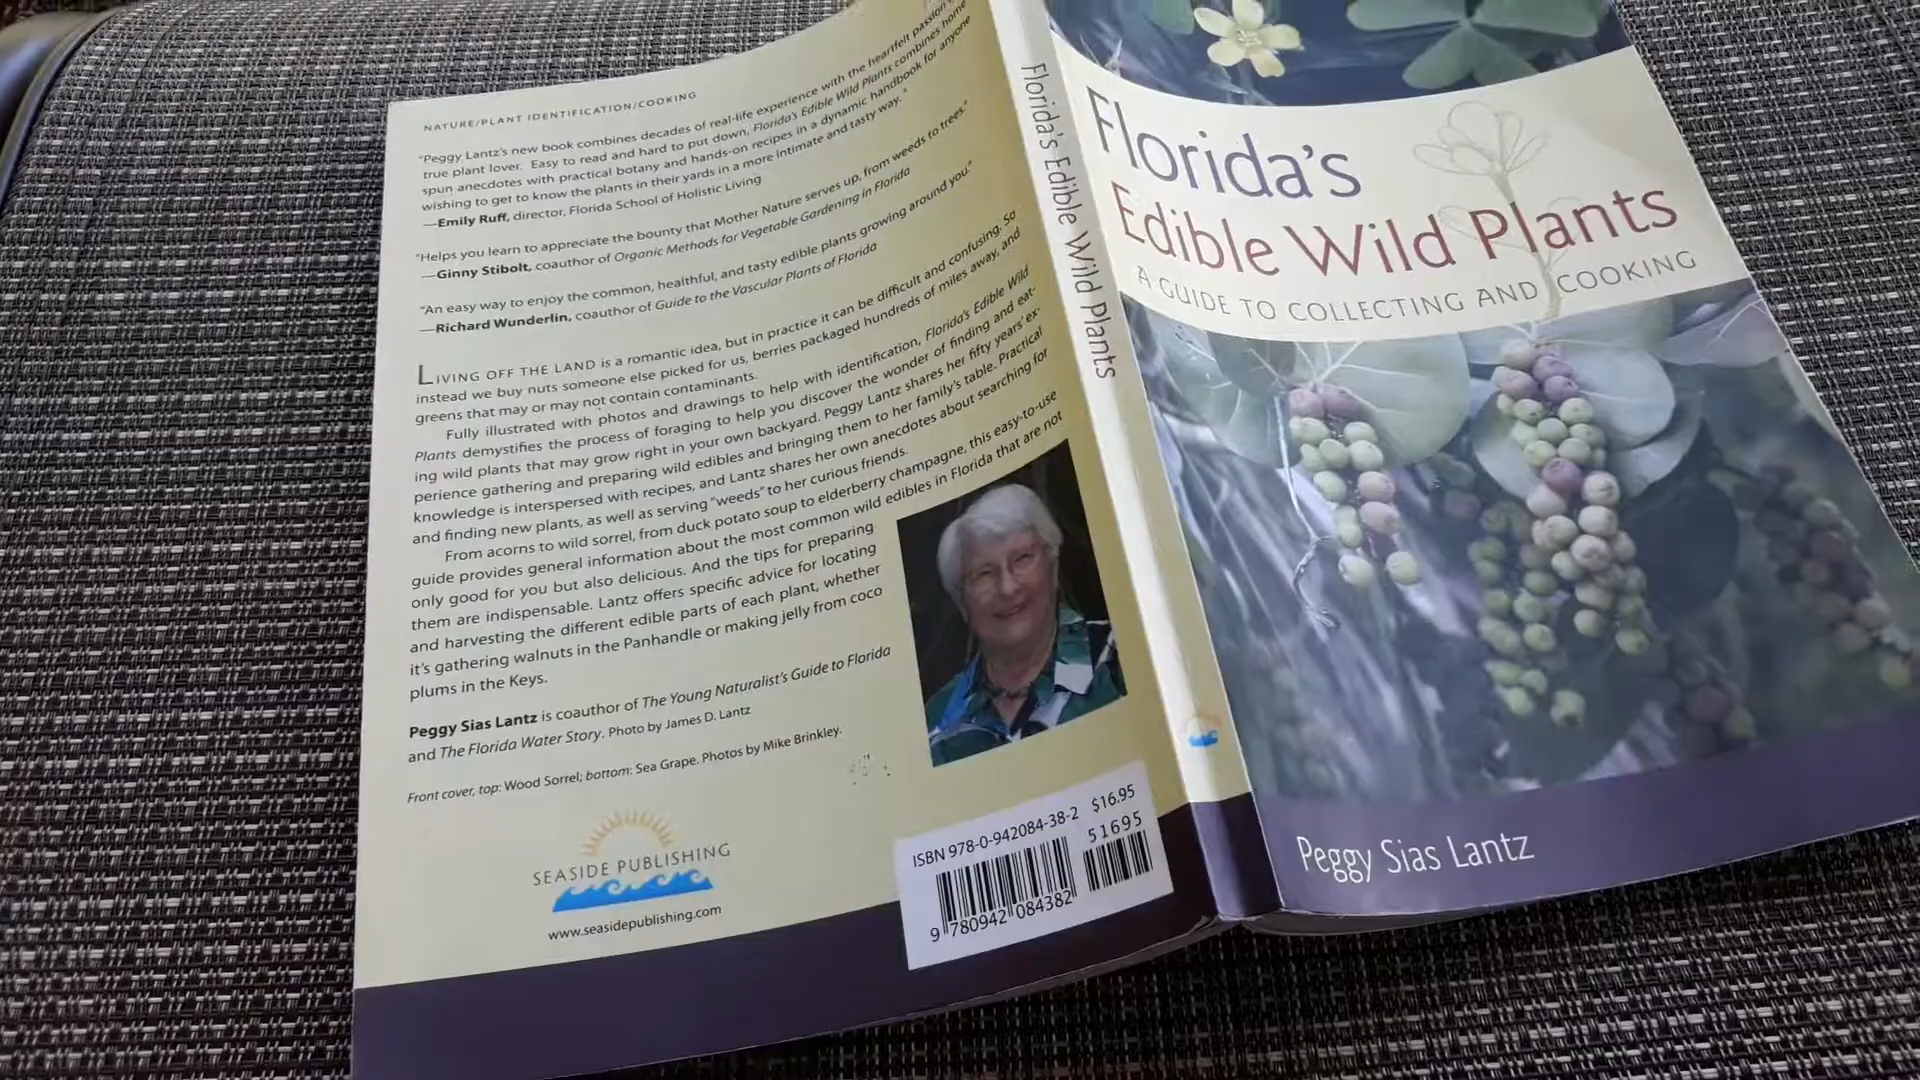 NATURE/PLANT IDENTIFICATION/COOKING
“Peggy Lantz’s new book combines decades of real-life experience with the heartfelt passion
true plant lover. Easy to read and hard to put down, Florida’s Edible Wild Plants combines home
spun anecdotes with practical botany and hands-on recipes in a dynamic handbook for anyone
wishing to get to know the plants in their yards in a more intimate and tasty way.”
—Emily Ruff, director, Florida School of Holistic Living
“Helps you learn to appreciate the bounty that Mother Nature serves up, from weeds to trees.”
—Ginny Stibolt, coauthor of Organic Methods for Vegetable Gardening in Florida
“An easy way to enjoy the common, healthful, and tasty edible plants growing around you.”
—Richard Wunderlin, coauthor of Guide to the Vascular Plants of Florida
LIVING OFF THE LAND is a romantic idea, but in practice it can be difficult and confusing. So
instead we buy nuts someone else picked for us, berries packaged hundreds of miles away, and
greens that may or may not contain contaminants.
Fully illustrated with photos and drawings to help with identification, Florida’s Edible Wild
Plants demystifies the process of foraging to help you discover the wonder of finding and eat-
ing wild plants that may grow right in your own backyard. Peggy Lantz shares her fifty years’ ex-
perience gathering and preparing wild edibles and bringing them to her family’s table. Practical
knowledge is interspersed with recipes, and Lantz shares her own anecdotes about searching for
and finding new plants, as well as serving “weeds” to her curious friends.
From acorns to wild sorrel, from duck potato soup to elderberry champagne, this easy-to-use
guide provides general information about the most common wild edibles in Florida that are not
only good for you but also delicious. And the tips for preparing
them are indispensable. Lantz offers specific advice for locating
and harvesting the different edible parts of each plant, whether
it’s gathering walnuts in the Panhandle or making jelly from coco
plums in the Keys.
Peggy Sias Lantz is coauthor of The Young Naturalist’s Guide to Florida
and The Florida Water Story. Photo by James D. Lantz
Front cover, top: Wood Sorrel; bottom: Sea Grape. Photos by Mike Brinkley.
SEASIDE PUBLISHING
www.seasidepublishing.com
ISBN 978-0-942084-38-2 $16.95
51695
9 780942 084382
Florida’s Edible Wild Plants
Florida’s
Edible Wild Plants
A GUIDE TO COLLECTING AND COOKING
Peggy Sias Lantz